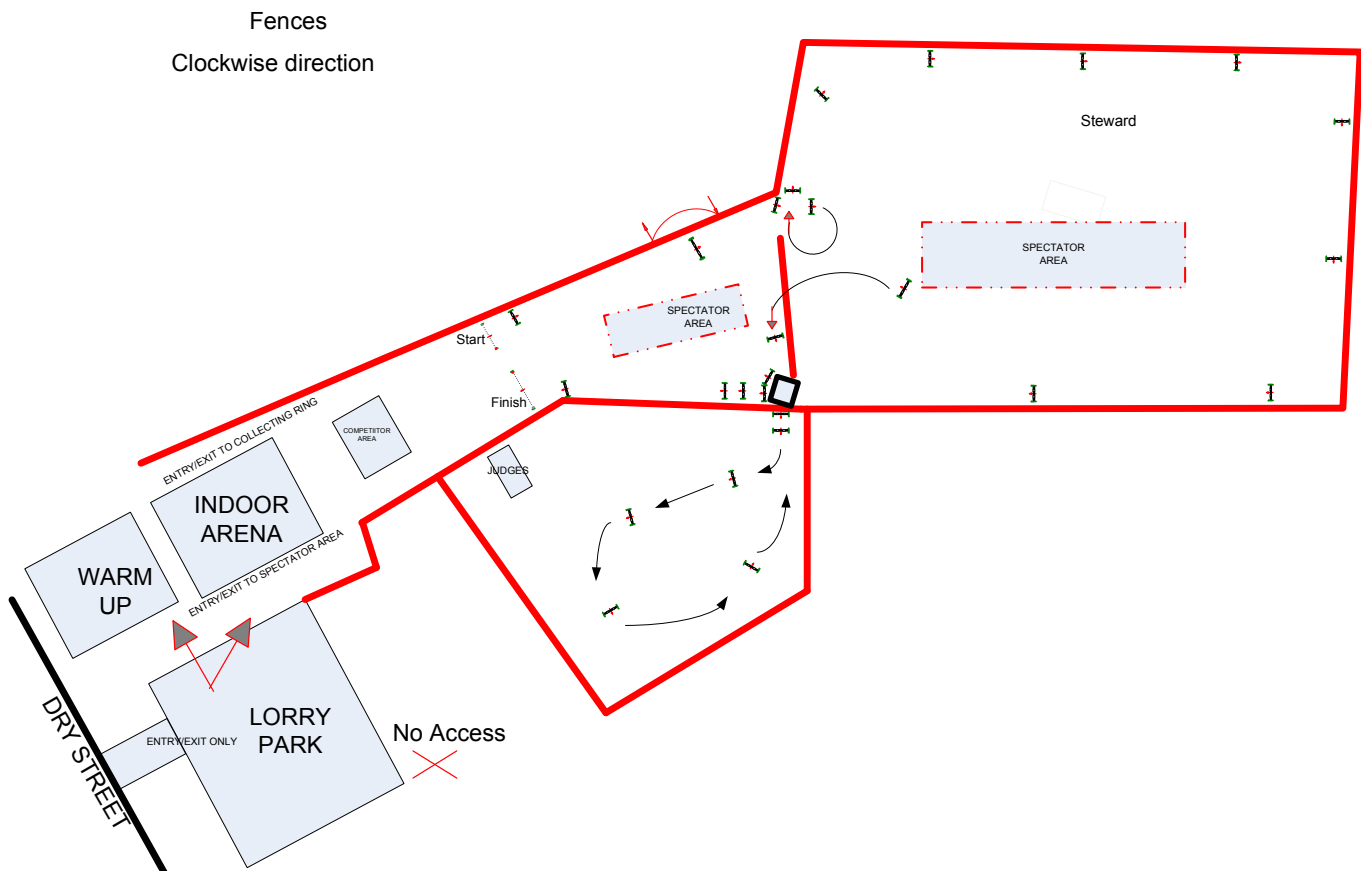 Fences
Clockwise direction
Steward
SPECTATOR
AREA
SPECTATOR
AREA
Start
Finish
ENTRY/EXIT TO COLLECTING RING
COMPETIITOR
AREA
JUDGES
INDOOR
ARENA
WARM
UP
ENTRY/EXIT TO SPECTATOR AREA
LORRY
PARK
No Access
ENTRY/EXIT ONLY
DRY STREET